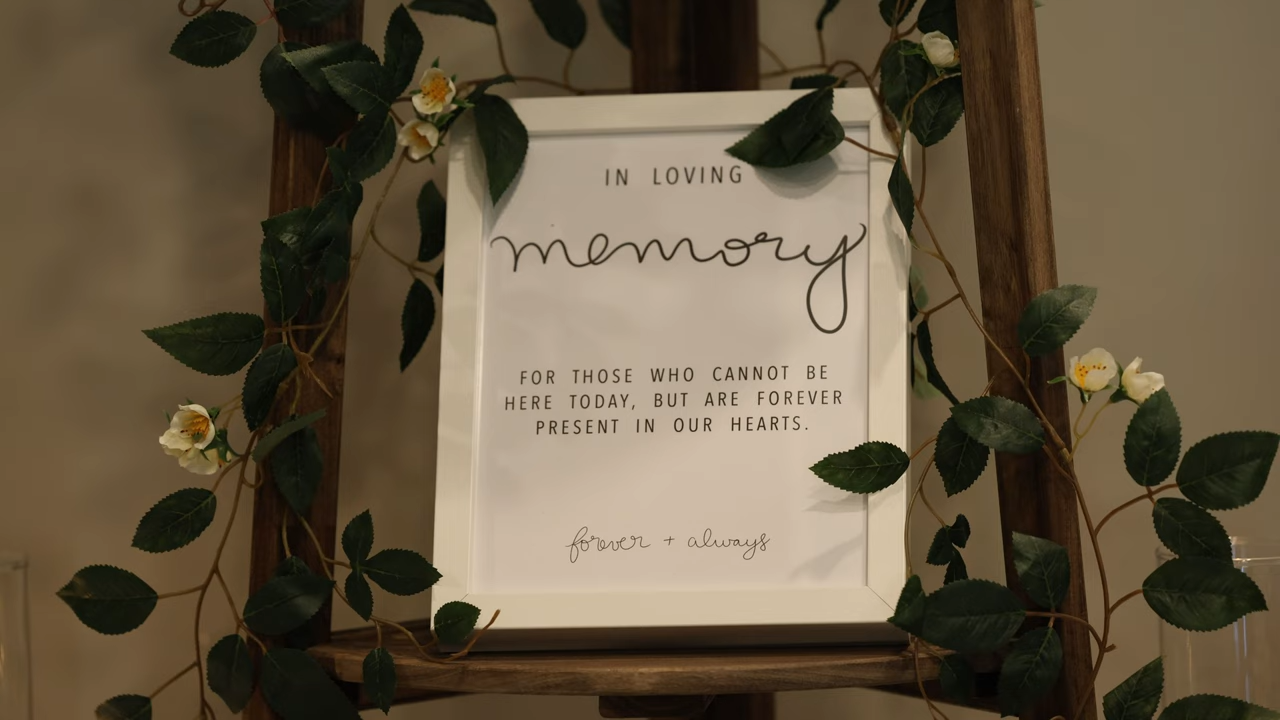 IN LOVING
memory
FOR THOSE WHO CANNOT BE
HERE TODAY, BUT ARE FOREVER
PRESENT IN OUR HEARTS.
forever + always